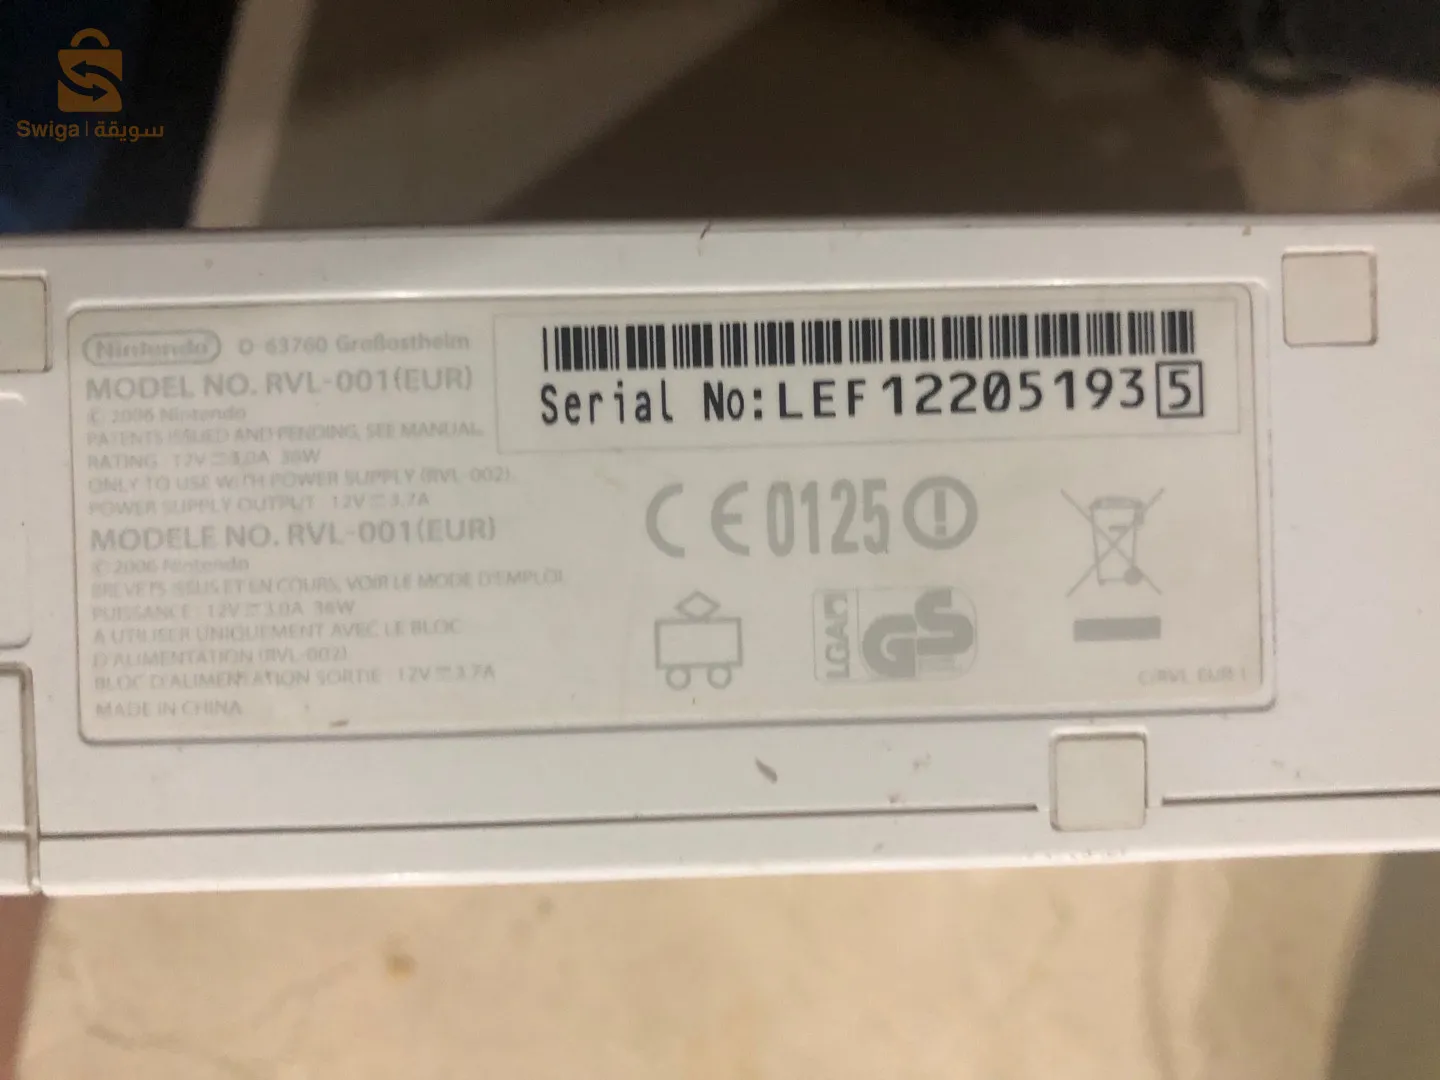 Swiga | سويقة
Nintendo D 63760 Großostheim
MODEL NO. RVL-001(EUR)
© 2006 Nintendo
PATENTS ISSUED AND PENDING, SEE MANUAL.
RATING 12V⎓3.0A 36W
ONLY TO USE WITH POWER SUPPLY (RVL-002)
POWER SUPPLY OUTPUT 12V⎓3.7A
MODELE NO. RVL-001(EUR)
© 2006 Nintendo
BREVETS ISSUS ET EN COURS, VOIR LE MODE D'EMPLOI
PUISSANCE : 12V⎓3.0A 36W
A UTILISER UNIQUEMENT AVEC LE BLOC
D'ALIMENTATION (RVL-002)
BLOC D'ALIMENTATION SORTIE 12V⎓3.7A
MADE IN CHINA
Serial No:LEF122051935
CE0125
LGA
GS
C/RVL EUR 1